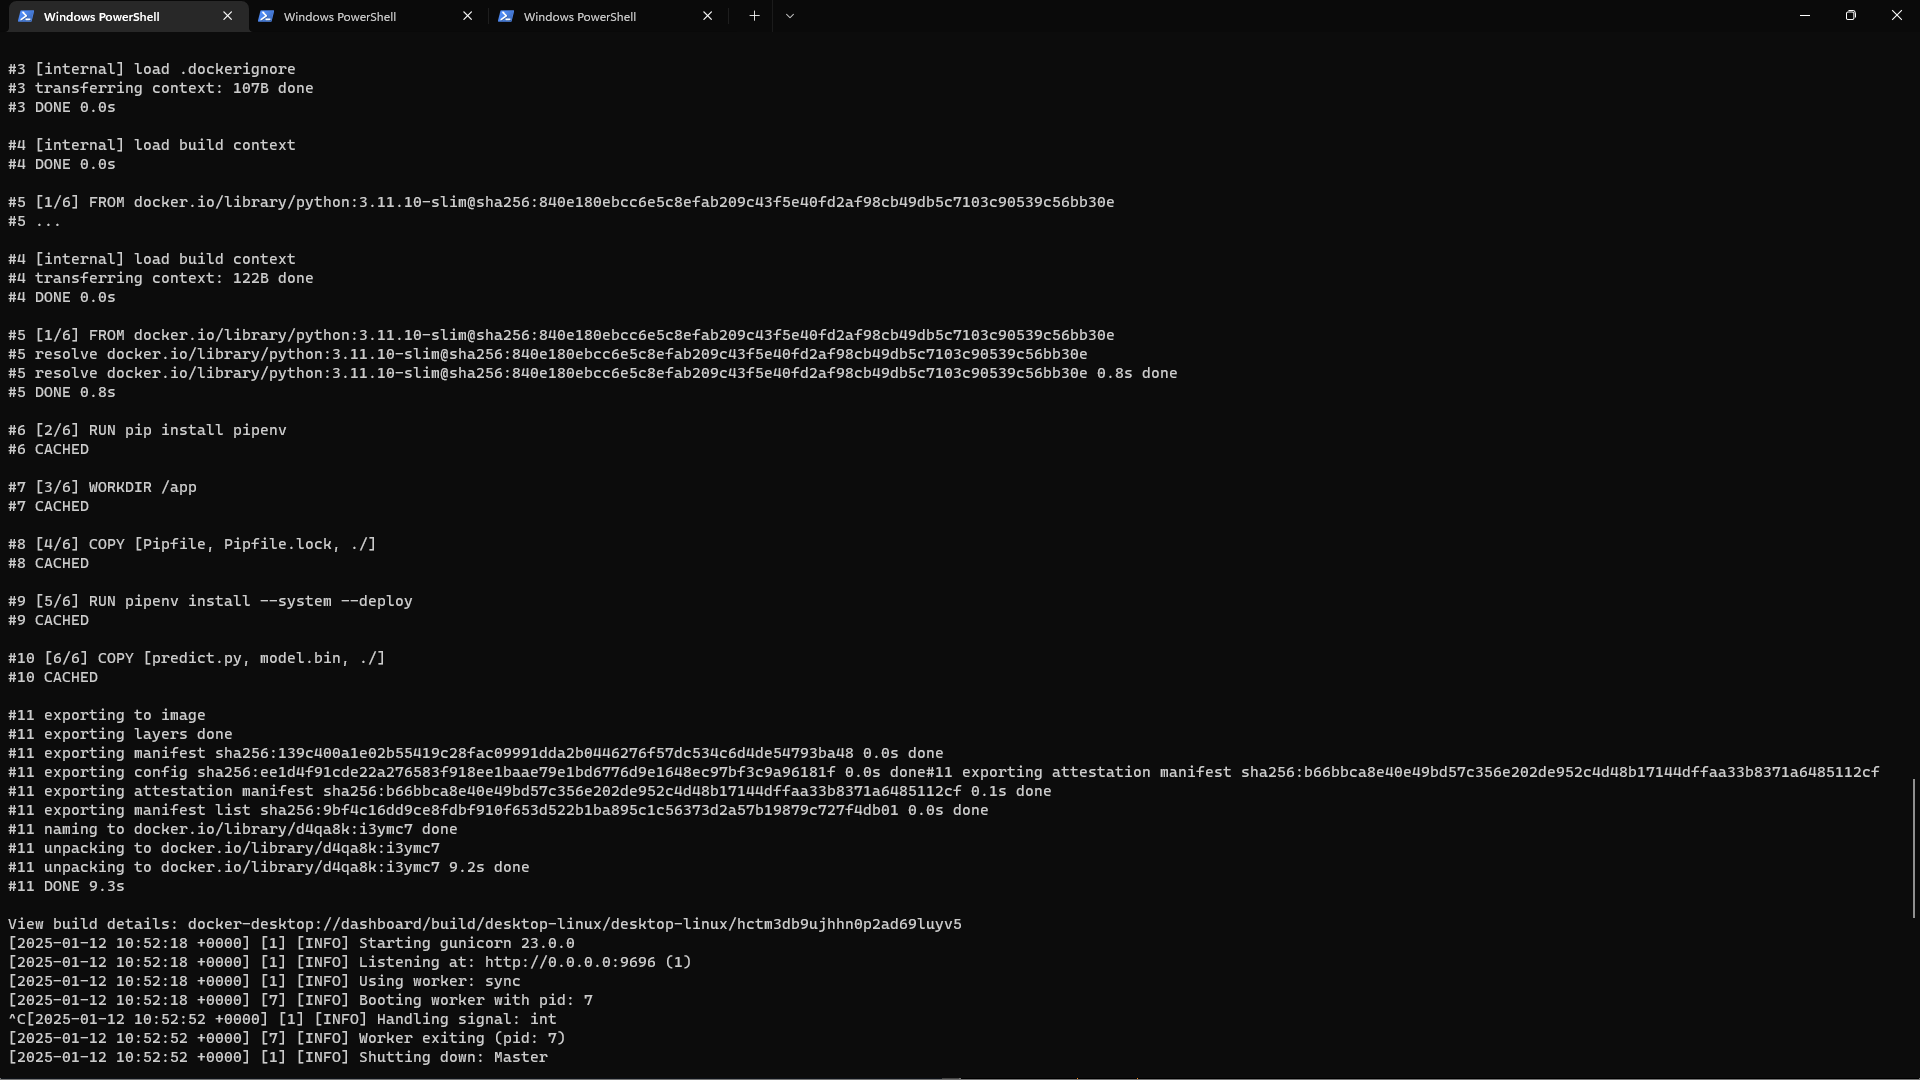 Windows PowerShell
Windows PowerShell
Windows PowerShell
#3 [internal] load .dockerignore
#3 transferring context: 107B done
#3 DONE 0.0s
#4 [internal] load build context
#4 DONE 0.0s
#5 [1/6] FROM docker.io/library/python:3.11.10-slim@sha256:840e180ebcc6e5c8efab209c43f5e40fd2af98cb49db5c7103c90539c56bb30e
#5 ...
#4 [internal] load build context
#4 transferring context: 122B done
#4 DONE 0.0s
#5 [1/6] FROM docker.io/library/python:3.11.10-slim@sha256:840e180ebcc6e5c8efab209c43f5e40fd2af98cb49db5c7103c90539c56bb30e
#5 resolve docker.io/library/python:3.11.10-slim@sha256:840e180ebcc6e5c8efab209c43f5e40fd2af98cb49db5c7103c90539c56bb30e
#5 resolve docker.io/library/python:3.11.10-slim@sha256:840e180ebcc6e5c8efab209c43f5e40fd2af98cb49db5c7103c90539c56bb30e 0.8s done
#5 DONE 0.8s
#6 [2/6] RUN pip install pipenv
#6 CACHED
#7 [3/6] WORKDIR /app
#7 CACHED
#8 [4/6] COPY [Pipfile, Pipfile.lock, ./]
#8 CACHED
#9 [5/6] RUN pipenv install --system --deploy
#9 CACHED
#10 [6/6] COPY [predict.py, model.bin, ./]
#10 CACHED
#11 exporting to image
#11 exporting layers done
#11 exporting manifest sha256:139c400a1e02b55419c28fac09991dda2b0446276f57dc534c6d4de54793ba48 0.0s done
#11 exporting config sha256:ee1d4f91cde22a276583f918ee1baae79e1bd6776d9e1648ec97bf3c9a96181f 0.0s done#11 exporting attestation manifest sha256:b66bbca8e40e49bd57c356e202de952c4d48b17144dffaa33b8371a6485112cf
#11 exporting attestation manifest sha256:b66bbca8e40e49bd57c356e202de952c4d48b17144dffaa33b8371a6485112cf 0.1s done
#11 exporting manifest list sha256:9bf4c16dd9ce8fdbf910f653d522b1ba895c1c56373d2a57b19879c727f4db01 0.0s done
#11 naming to docker.io/library/d4qa8k:i3ymc7 done
#11 unpacking to docker.io/library/d4qa8k:i3ymc7
#11 unpacking to docker.io/library/d4qa8k:i3ymc7 9.2s done
#11 DONE 9.3s
View build details: docker-desktop://dashboard/build/desktop-linux/desktop-linux/hctm3db9ujhhn0p2ad69luyv5
[2025-01-12 10:52:18 +0000] [1] [INFO] Starting gunicorn 23.0.0
[2025-01-12 10:52:18 +0000] [1] [INFO] Listening at: http://0.0.0.0:9696 (1)
[2025-01-12 10:52:18 +0000] [1] [INFO] Using worker: sync
[2025-01-12 10:52:18 +0000] [7] [INFO] Booting worker with pid: 7
^C[2025-01-12 10:52:52 +0000] [1] [INFO] Handling signal: int
[2025-01-12 10:52:52 +0000] [7] [INFO] Worker exiting (pid: 7)
[2025-01-12 10:52:52 +0000] [1] [INFO] Shutting down: Master